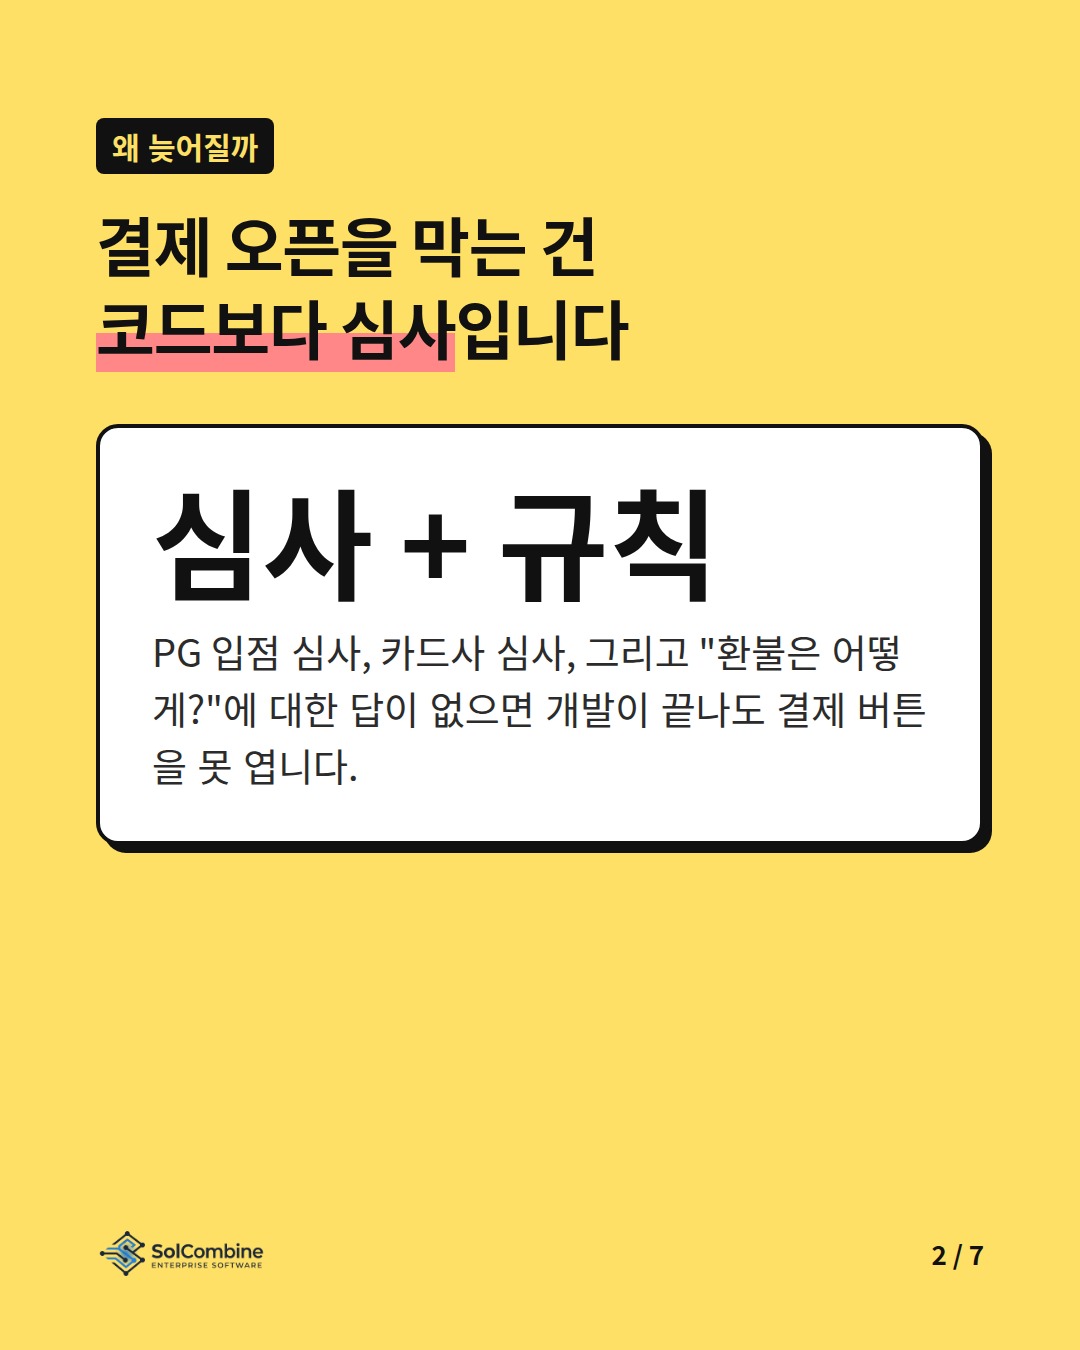 왜 늦어질까
결제 오픈을 막는 건
코드보다 심사입니다
심사 + 규칙
PG 입점 심사, 카드사 심사, 그리고 "환불은 어떻
게?"에 대한 답이 없으면 개발이 끝나도 결제 버튼
을 못 엽니다.
SolCombine
ENTERPRISE SOFTWARE
2 / 7